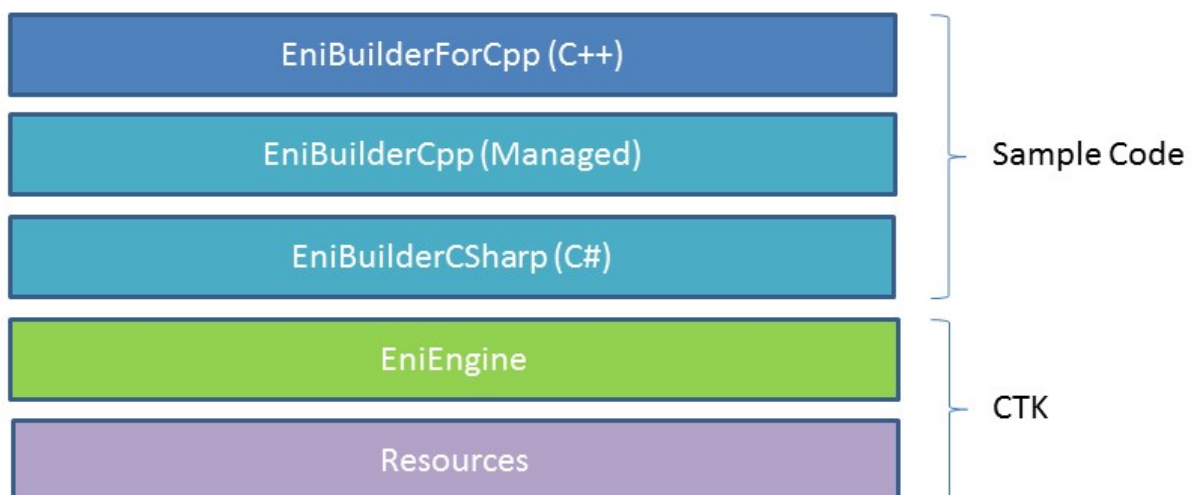 EniBuilderForCpp (C++)
EniBuilderCpp (Managed)
Sample Code
EniBuilderCSharp (C#)
EniEngine
CTK
Resources